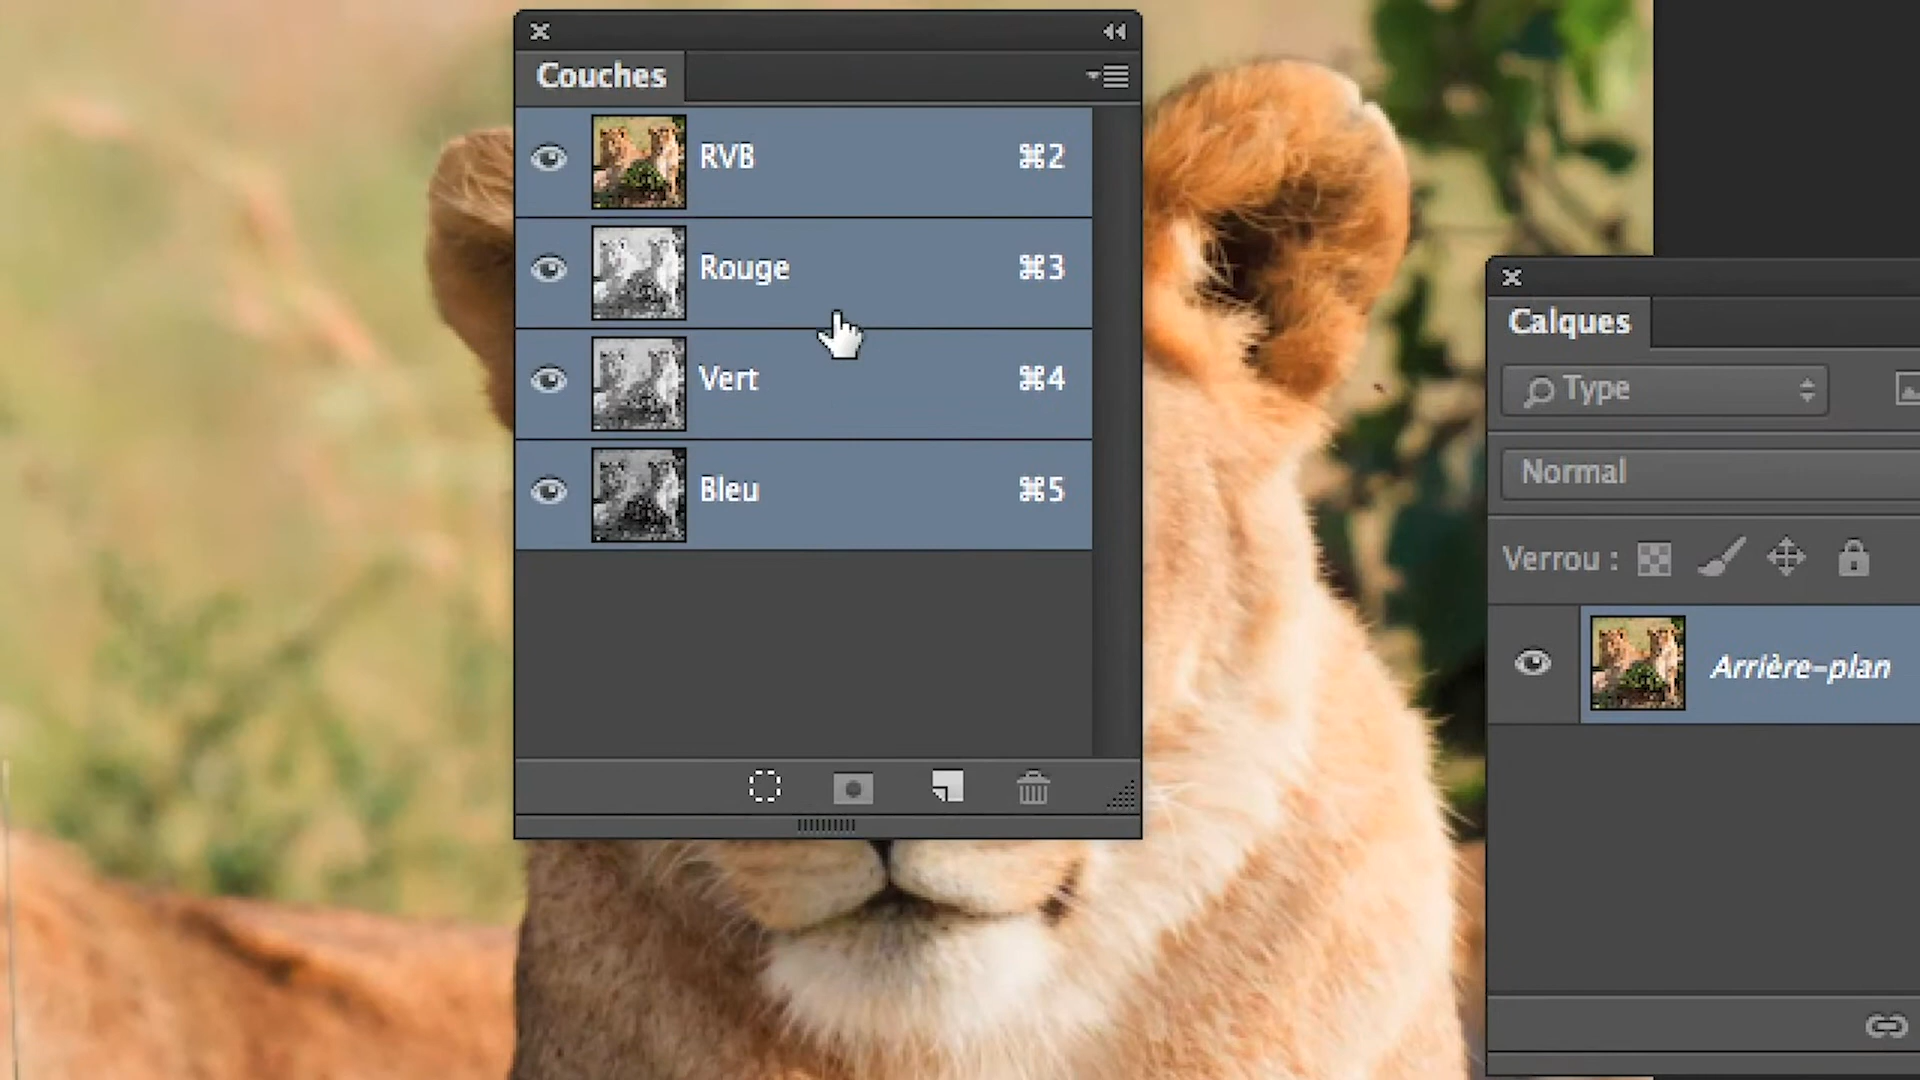 Couches
RVB ⌘2
Rouge ⌘3
Vert ⌘4
Bleu ⌘5
Calques
Type
Normal
Verrou :
Arrière-plan